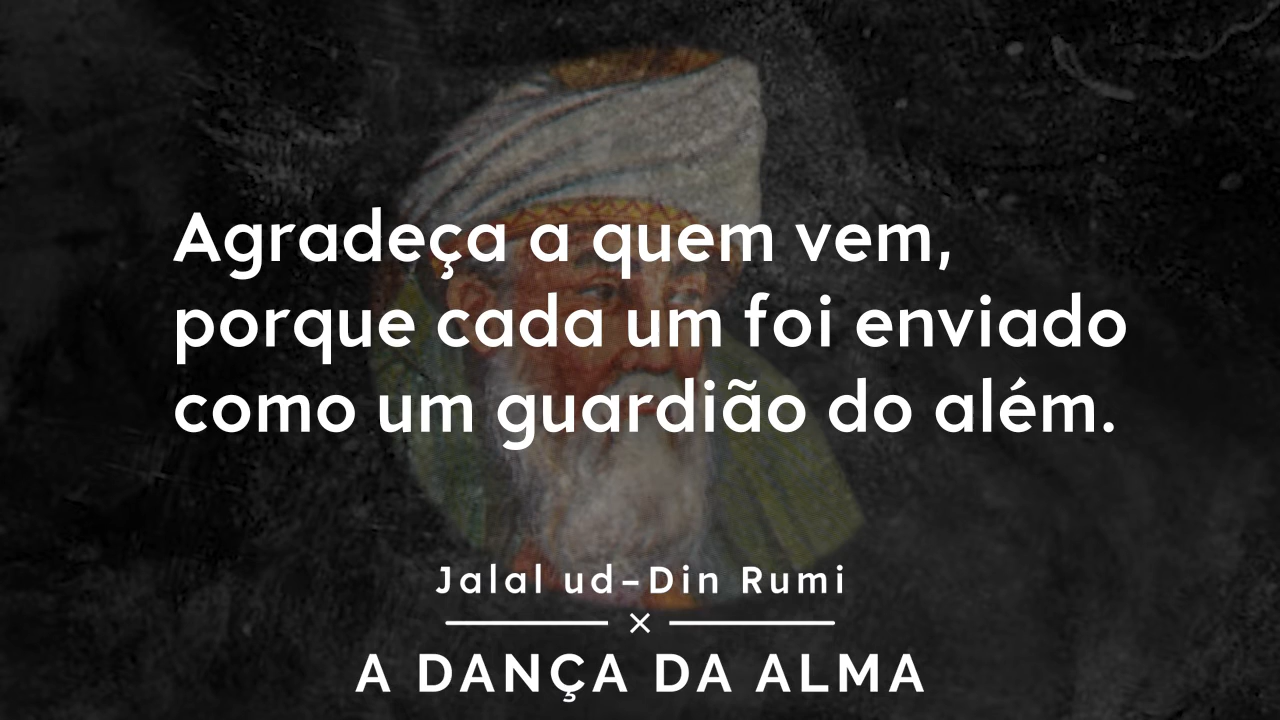 Agradeça a quem vem,
porque cada um foi enviado
como um guardião do além.
Jalal ud-Din Rumi
A DANÇA DA ALMA